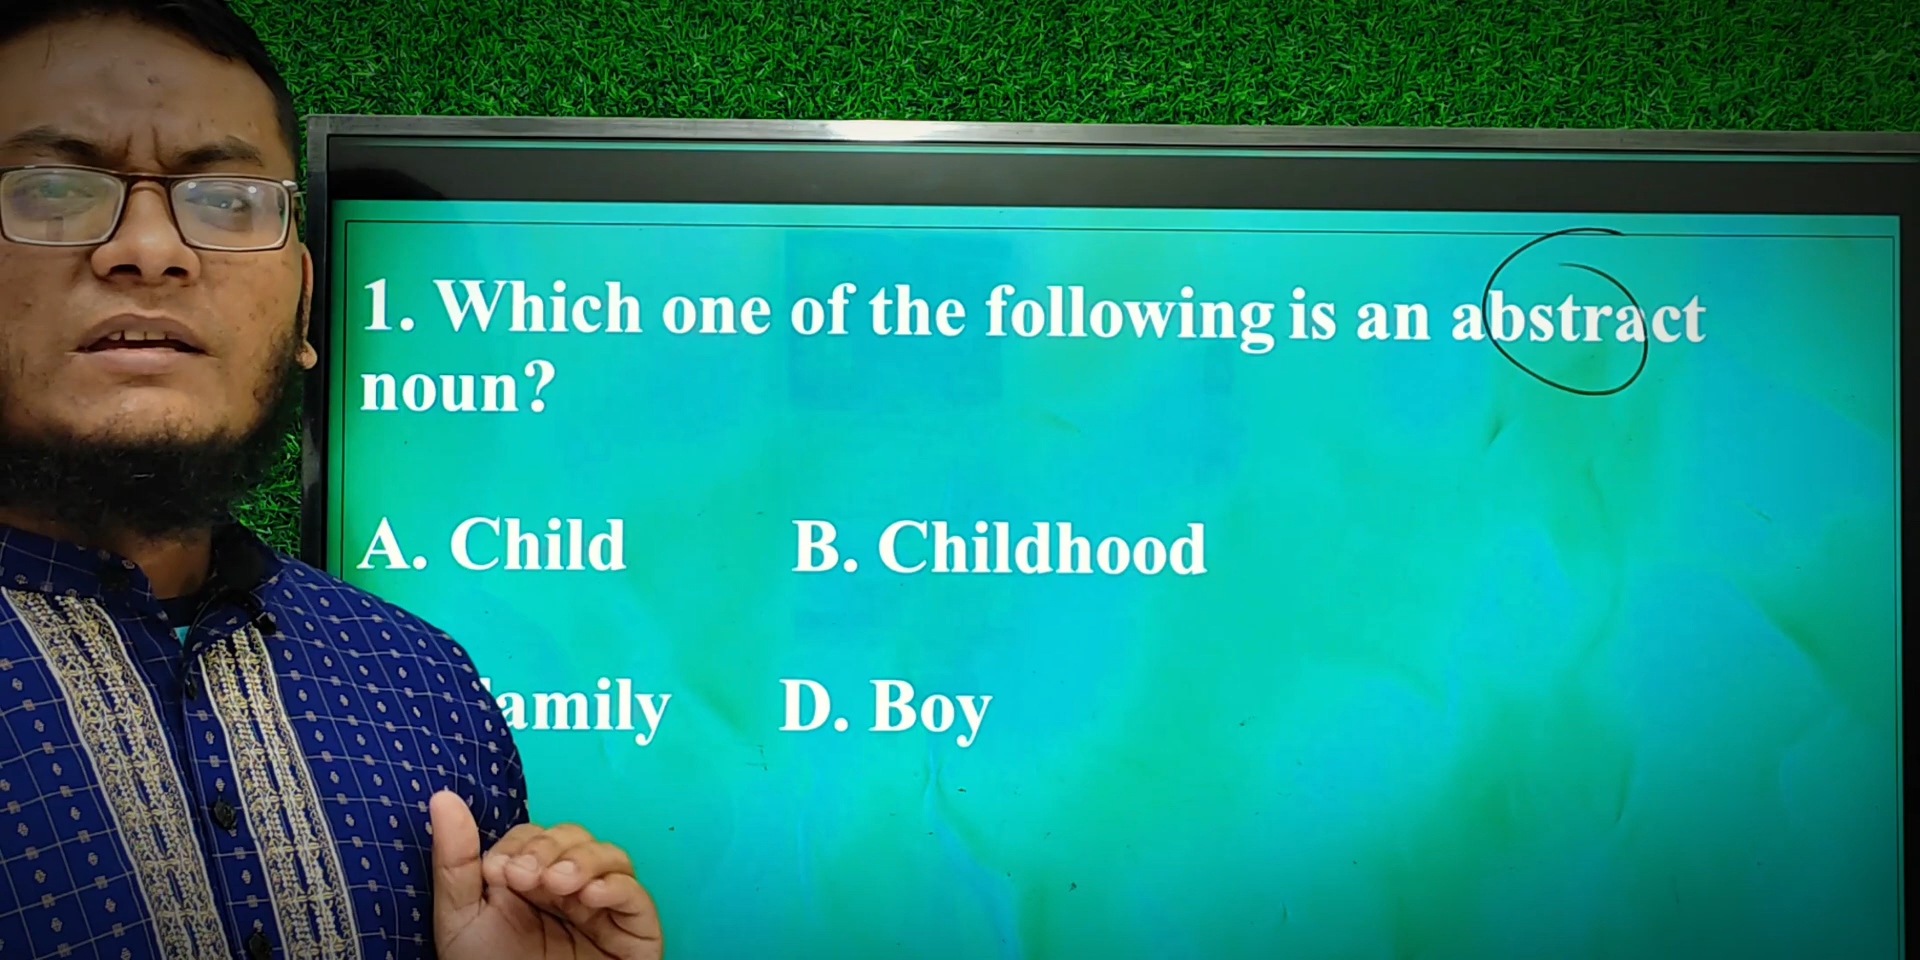 1. Which one of the following is an abstract
noun?
A. Child B. Childhood
amily D. Boy